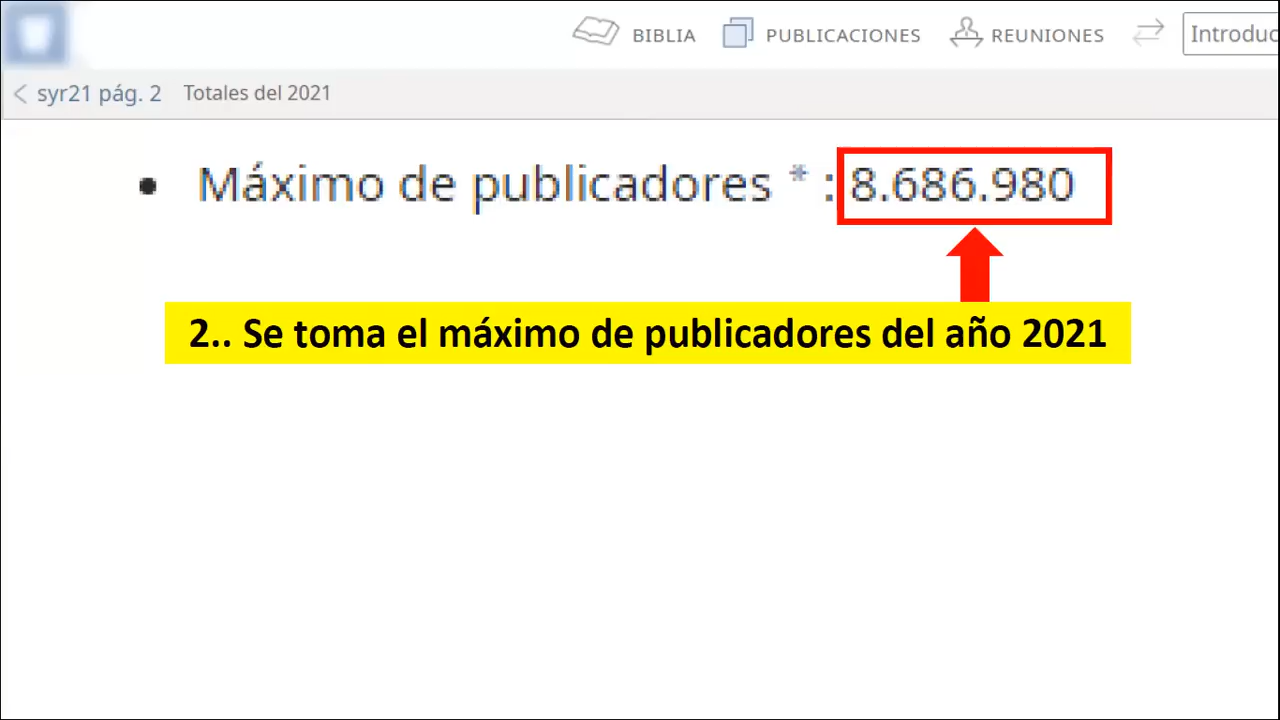 BIBLIA PUBLICACIONES REUNIONES Introduc
syr21 pág. 2 Totales del 2021
• Máximo de publicadores * : 8.686.980
2.. Se toma el máximo de publicadores del año 2021